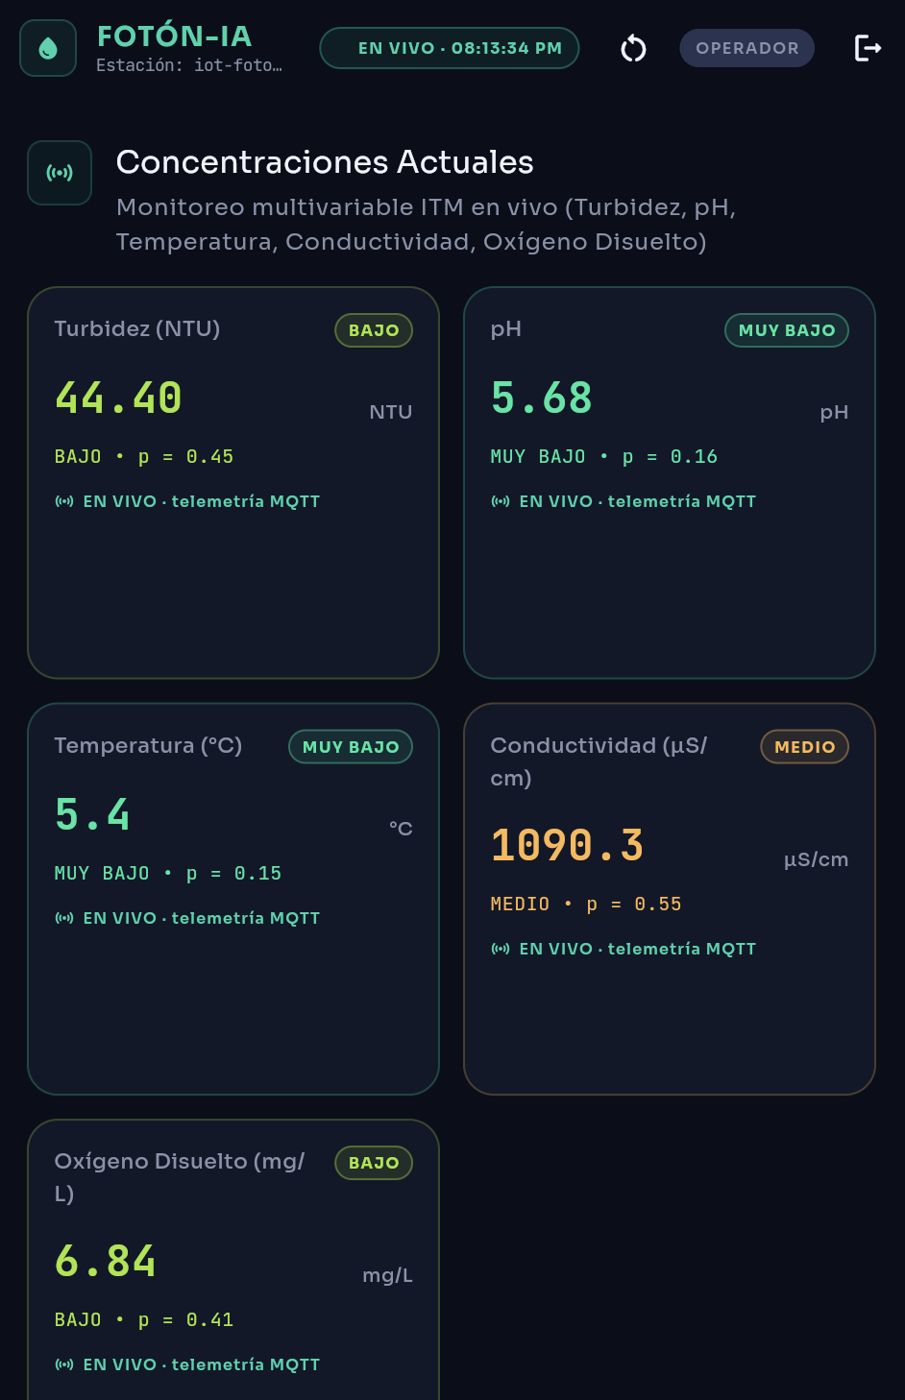 FOTÓN-IA
Estación: iot-foto…
EN VIVO · 08:13:34 PM
OPERADOR
Concentraciones Actuales
Monitoreo multivariable ITM en vivo (Turbidez, pH,
Temperatura, Conductividad, Oxígeno Disuelto)
Turbidez (NTU)
BAJO
44.40
NTU
BAJO • p = 0.45
EN VIVO · telemetría MQTT
pH
MUY BAJO
5.68
pH
MUY BAJO • p = 0.16
EN VIVO · telemetría MQTT
Temperatura (°C)
MUY BAJO
5.4
°C
MUY BAJO • p = 0.15
EN VIVO · telemetría MQTT
Conductividad (µS/
cm)
MEDIO
1090.3
µS/cm
MEDIO • p = 0.55
EN VIVO · telemetría MQTT
Oxígeno Disuelto (mg/
L)
BAJO
6.84
mg/L
BAJO • p = 0.41
EN VIVO · telemetría MQTT